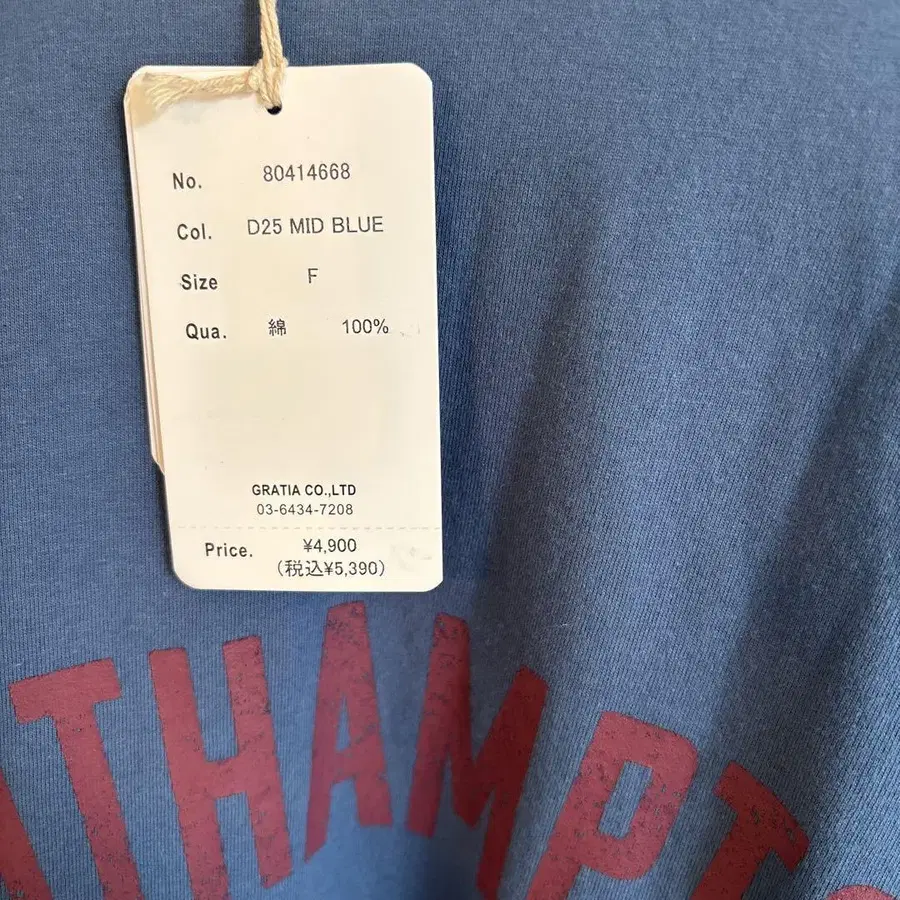 No. 80414668
Col. D25 MID BLUE
Size F
Qua. 綿 100%
GRATIA CO.,LTD
03-6434-7208
Price. ¥4,900
(税込¥5,390)
THAMPT